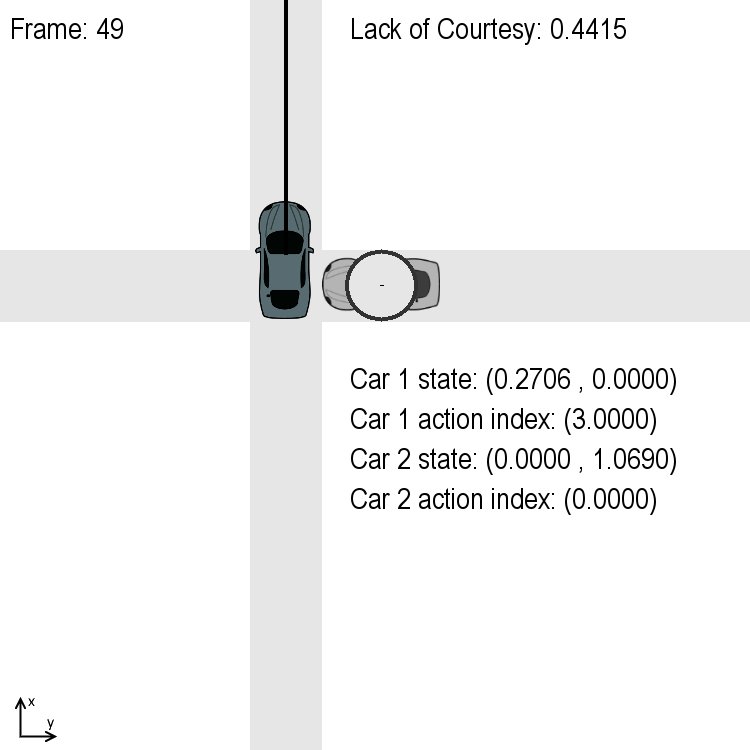 Frame: 49
Lack of Courtesy: 0.4415
Car 1 state: (0.2706 , 0.0000)
Car 1 action index: (3.0000)
Car 2 state: (0.0000 , 1.0690)
Car 2 action index: (0.0000)
x
y